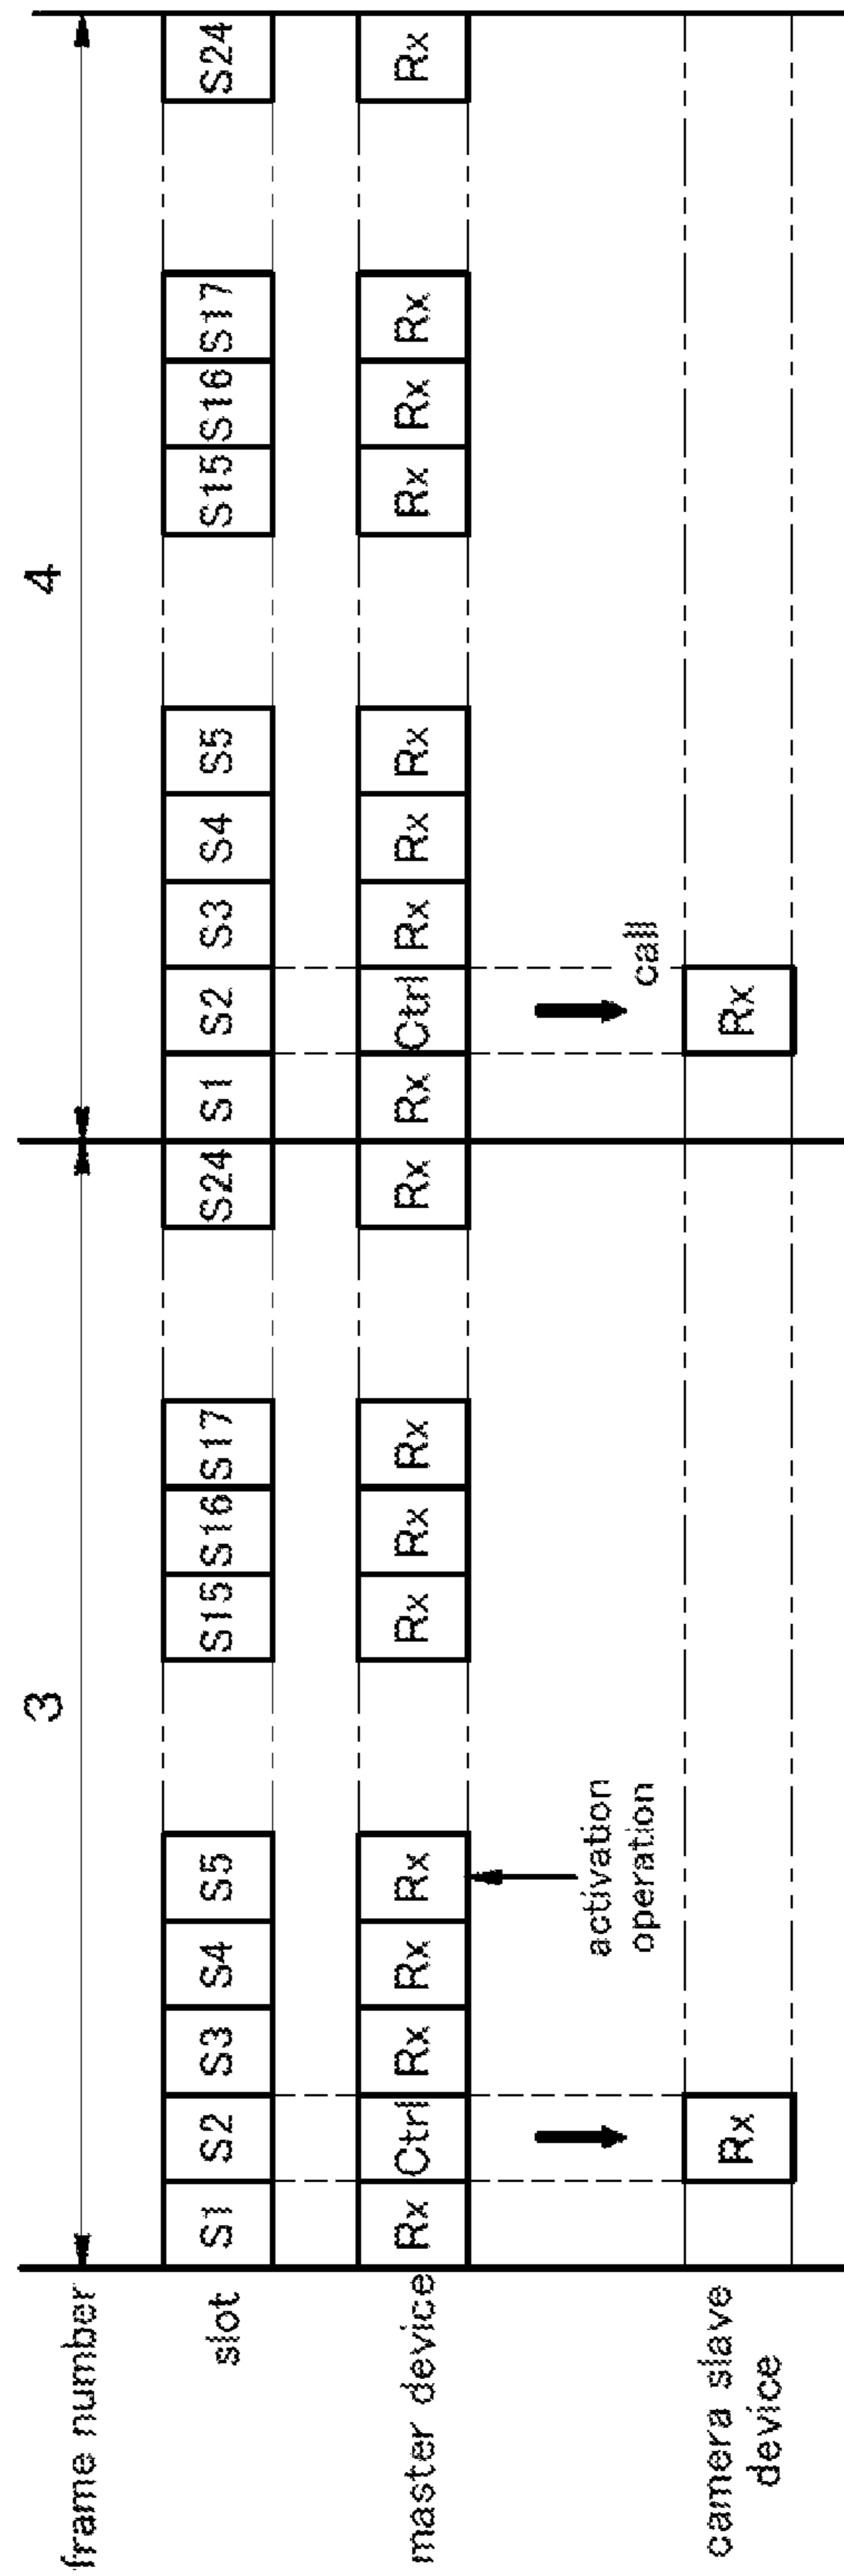 frame number 3 4
slot S1 S2 S3 S4 S5 S15 S16 S17 S24 S1 S2 S3 S4 S5 S15 S16 S17 S24
master device Rx Ctrl Rx Rx Rx Rx Rx Rx Rx Rx Ctrl Rx Rx Rx Rx Rx Rx Rx
activation
operation
call
camera slave
device
Rx Rx